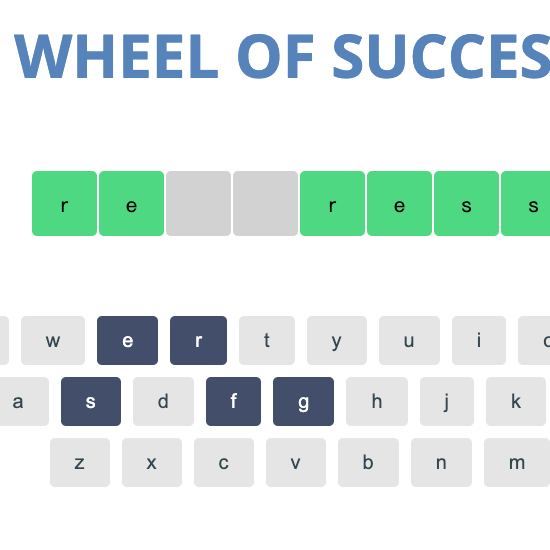 WHEEL OF SUCCES
r e r e s s
w e r t y u i
a s d f g h j k
z x c v b n m